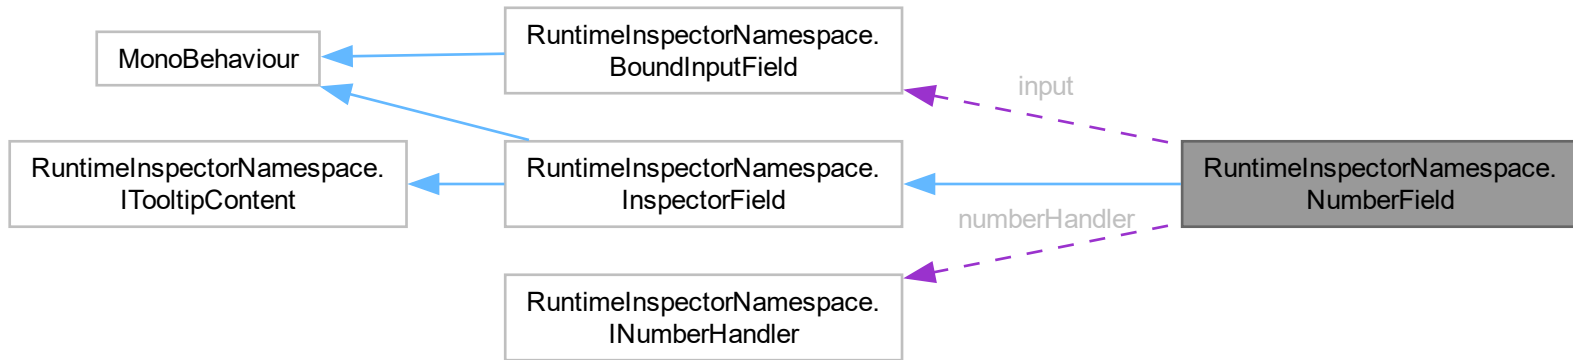 MonoBehaviour
RuntimeInspectorNamespace.
BoundInputField
input
RuntimeInspectorNamespace.
ITooltipContent
RuntimeInspectorNamespace.
InspectorField
RuntimeInspectorNamespace.
NumberField
numberHandler
RuntimeInspectorNamespace.
INumberHandler